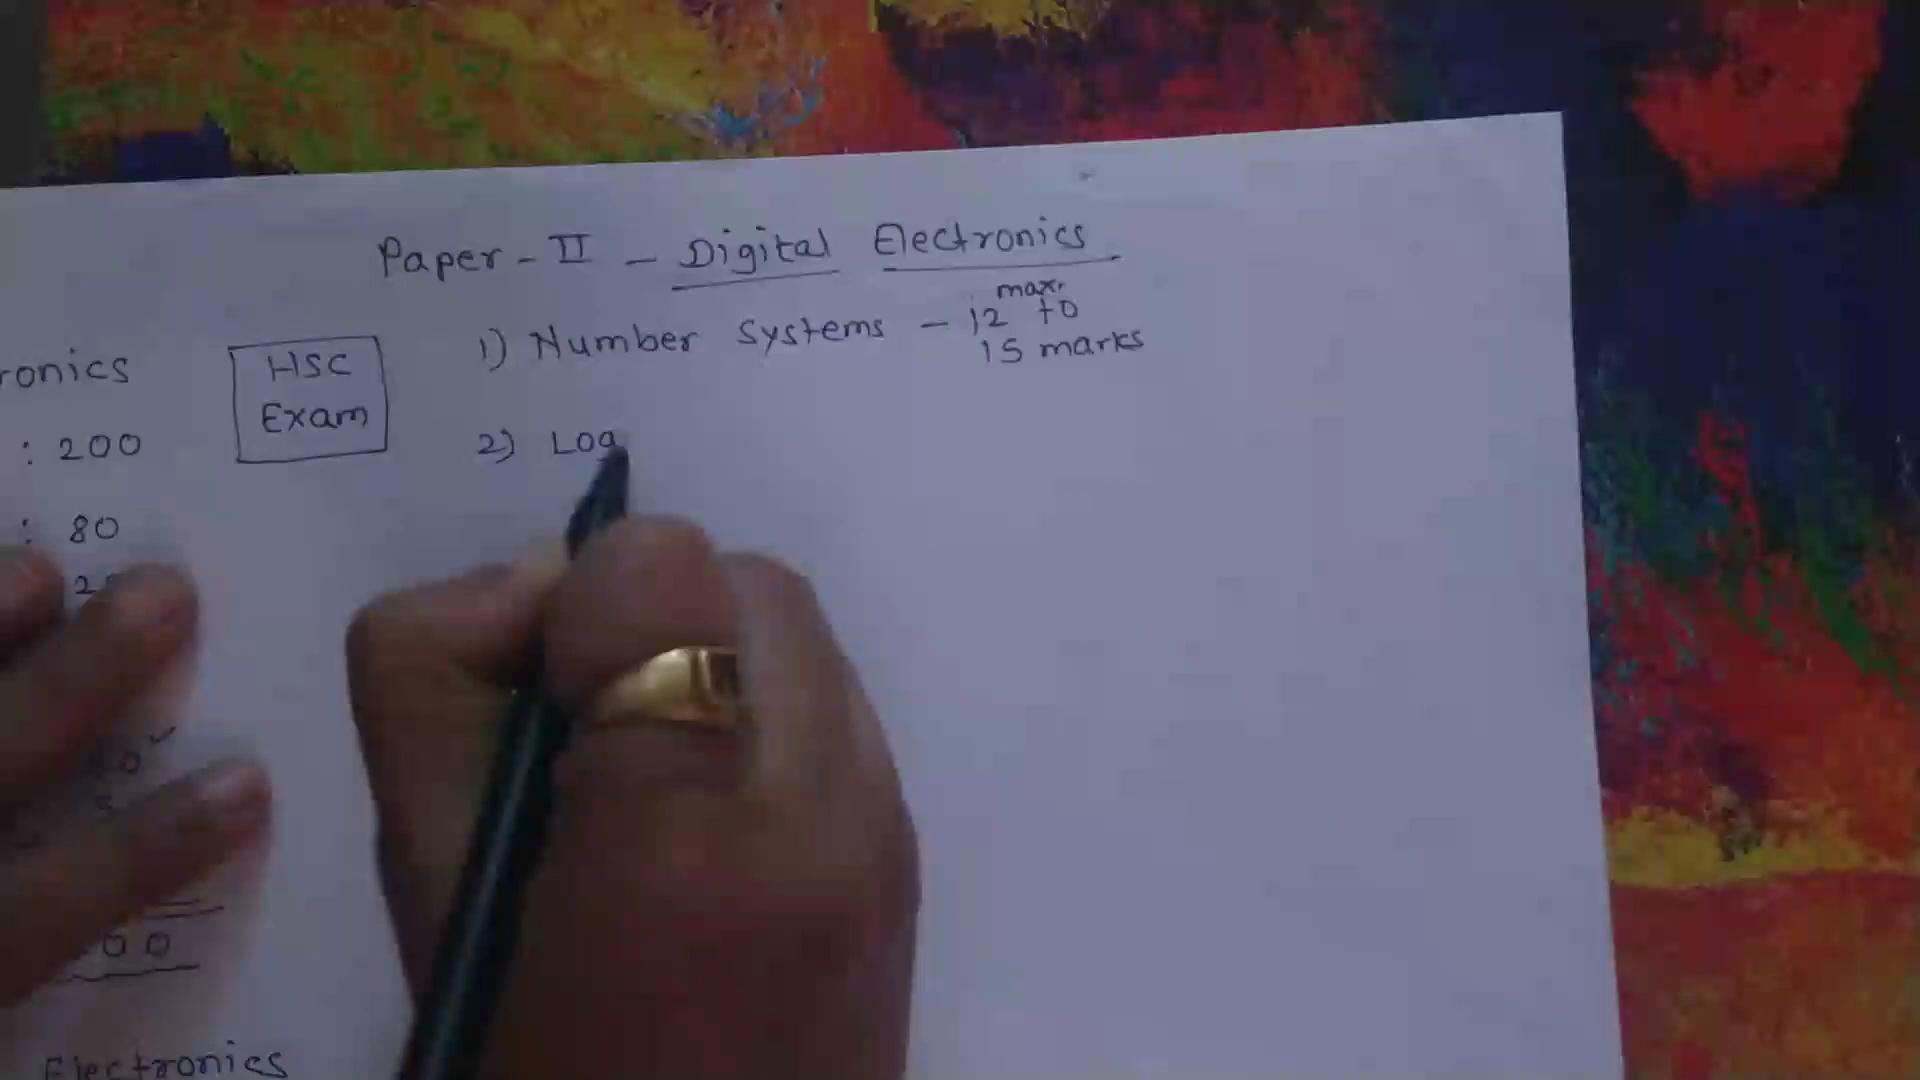 Paper - II - Digital Electronics
1) Number Systems - 12 to
max.
15 marks
2) Log
ronics
HSC
Exam
: 200
: 80
00
Electronics